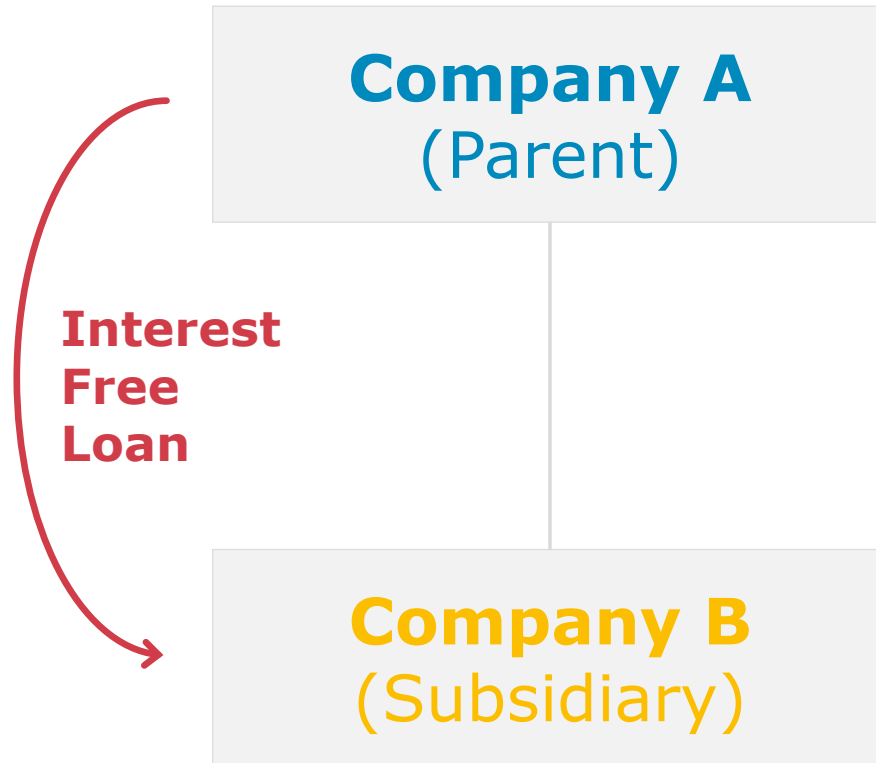 Company A
(Parent)
Interest
Free
Loan
Company B
(Subsidiary)